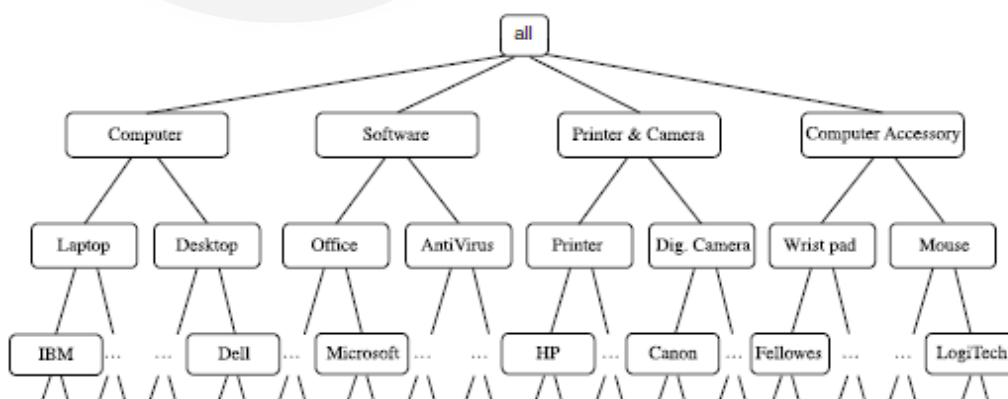 all
Computer
Software
Printer & Camera
Computer Accessory
Laptop
Desktop
Office
AntiVirus
Printer
Dig. Camera
Wrist pad
Mouse
IBM
...
...
Dell
...
Microsoft
...
...
HP
...
Canon
...
Fellowes
...
...
LogiTech